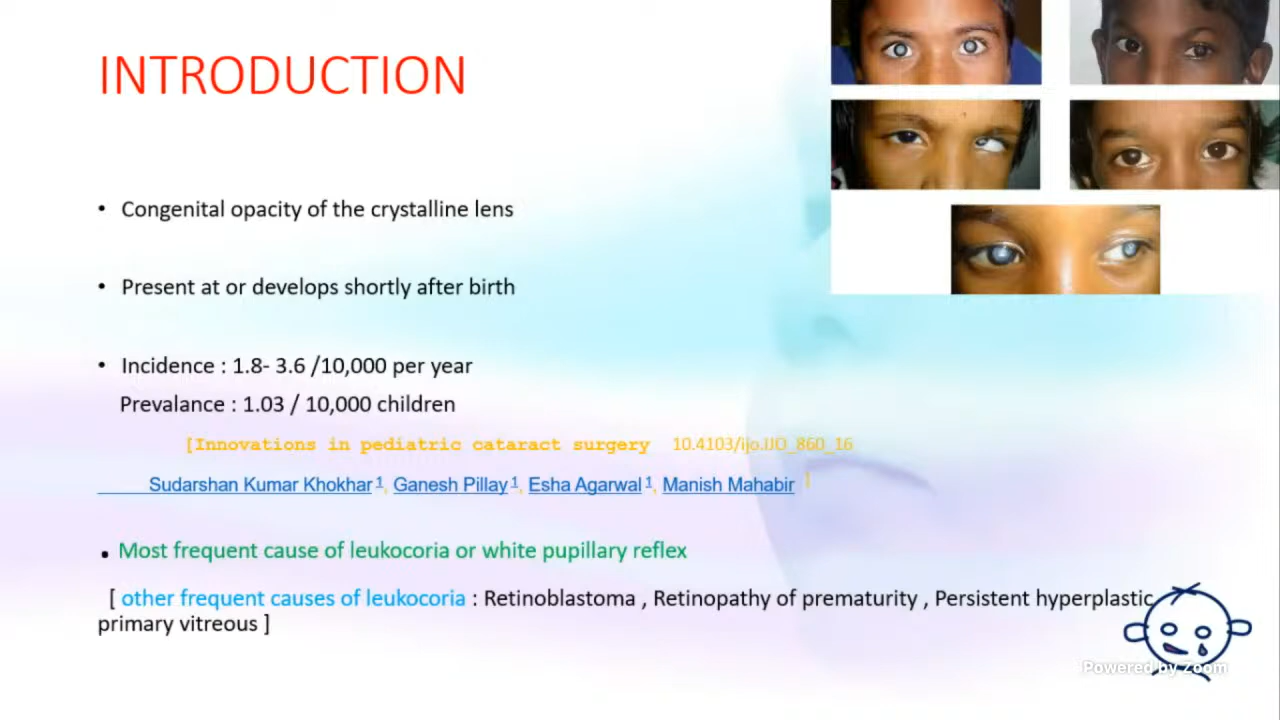 INTRODUCTION
• Congenital opacity of the crystalline lens
• Present at or develops shortly after birth
• Incidence : 1.8- 3.6 /10,000 per year
Prevalance : 1.03 / 10,000 children
[Innovations in pediatric cataract surgery 10.4103/ijo.IJO_860_16
Sudarshan Kumar Khokhar 1, Ganesh Pillay 1, Esha Agarwal 1, Manish Mahabir ]
• Most frequent cause of leukocoria or white pupillary reflex
[ other frequent causes of leukocoria : Retinoblastoma , Retinopathy of prematurity , Persistent hyperplastic
primary vitreous ]
Powered by Zoom